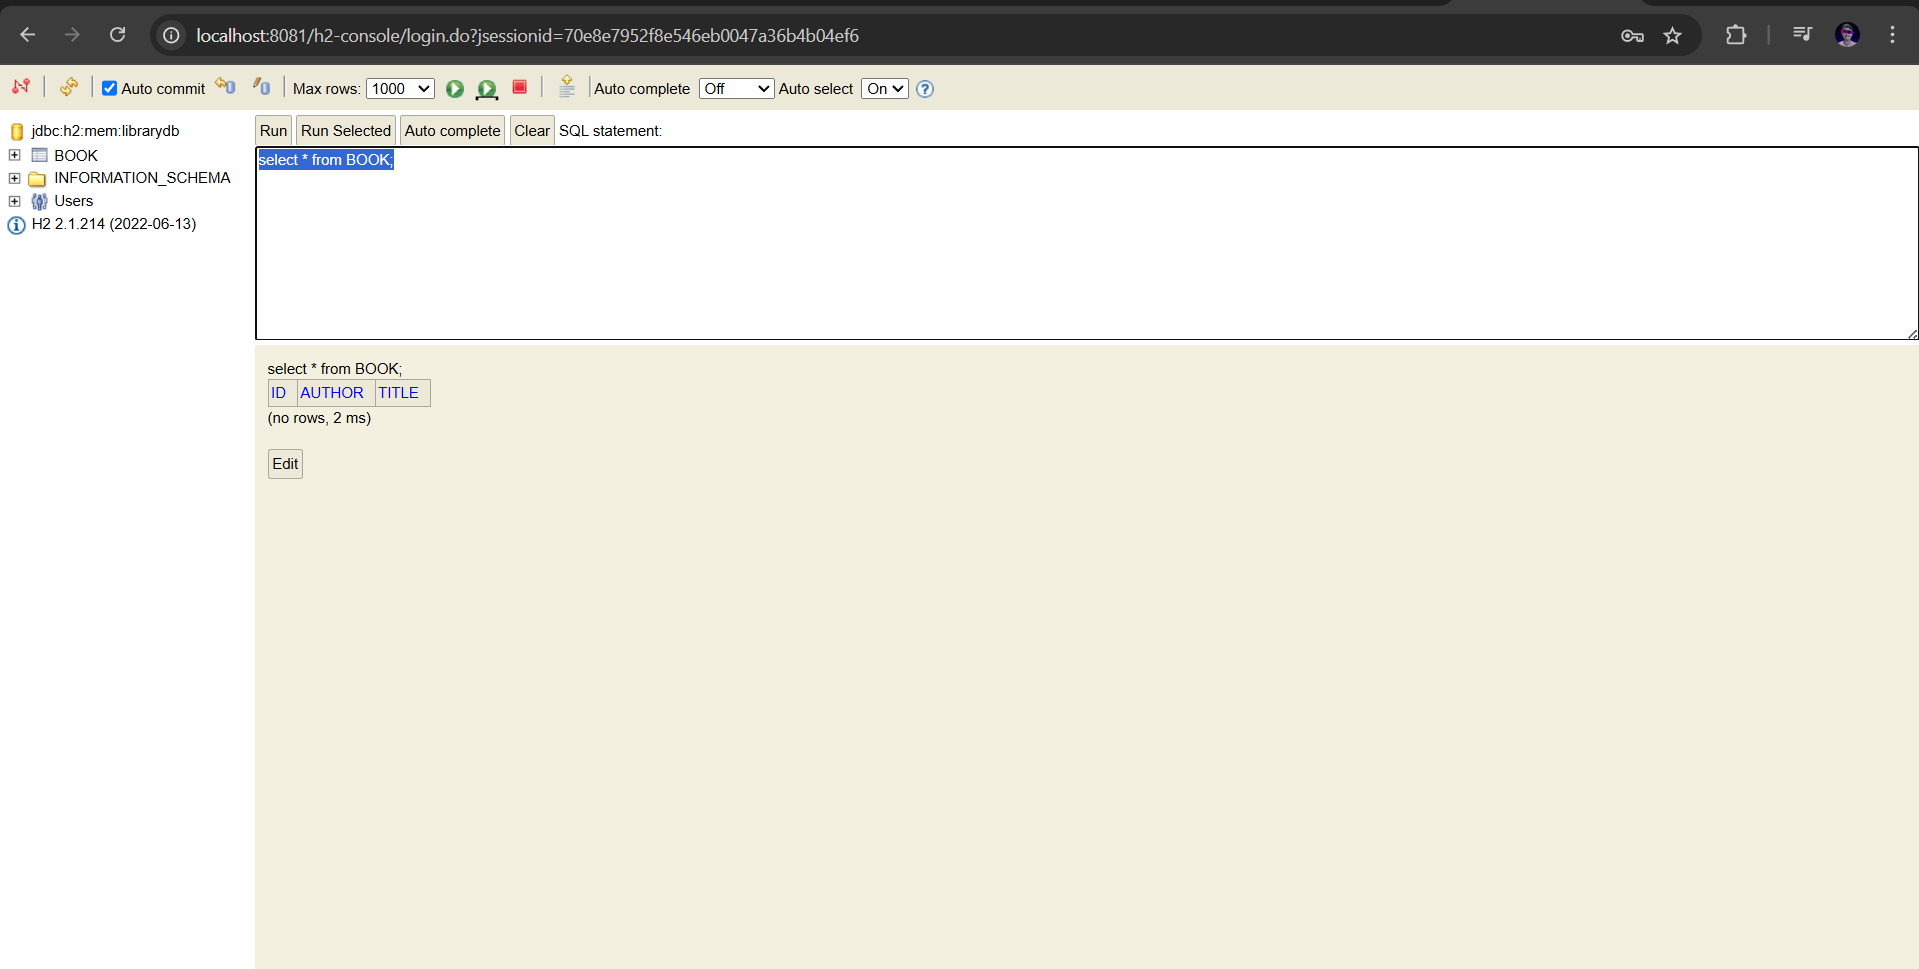 localhost:8081/h2-console/login.do?jsessionid=70e8e7952f8e546eb0047a36b4b04ef6
Auto commit Max rows: 1000 Auto complete Off Auto select On
jdbc:h2:mem:librarydb
BOOK
INFORMATION_SCHEMA
Users
H2 2.1.214 (2022-06-13)
Run Run Selected Auto complete Clear SQL statement:
select * from BOOK;
select * from BOOK;
ID AUTHOR TITLE
(no rows, 2 ms)
Edit